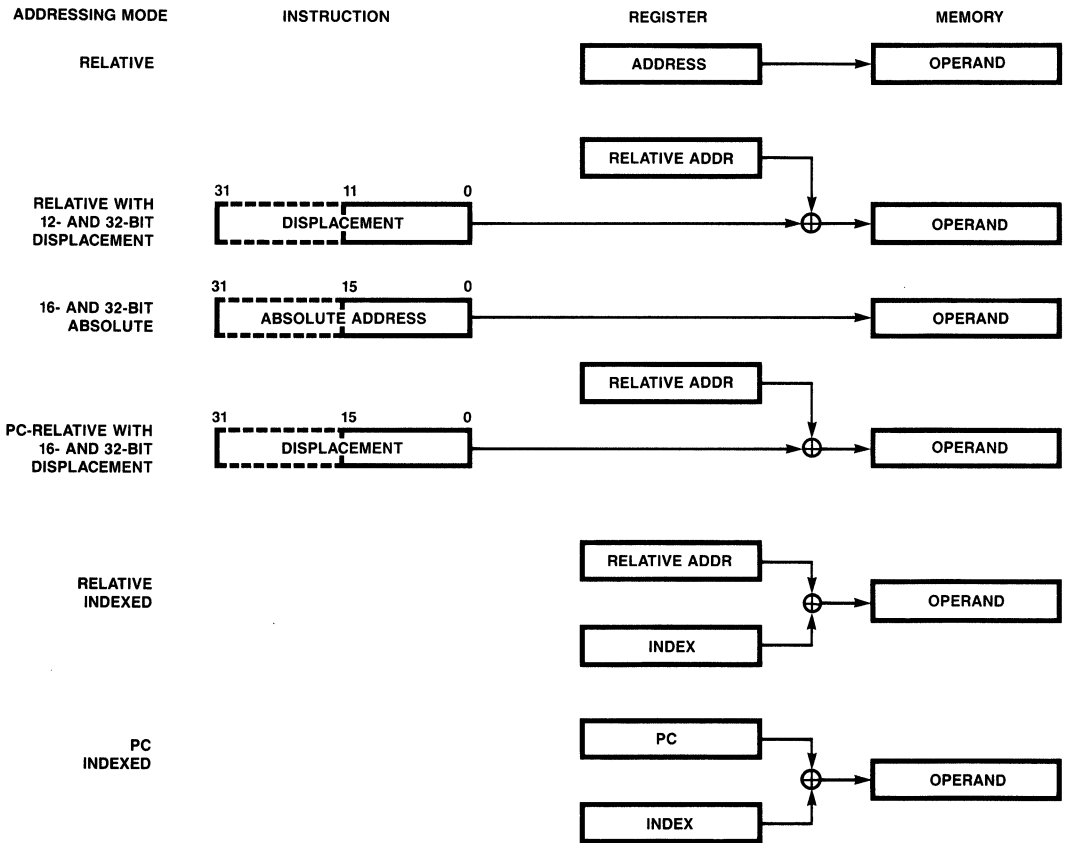 ADDRESSING MODE INSTRUCTION REGISTER MEMORY
RELATIVE ADDRESS OPERAND
RELATIVE ADDR
31 11 0
RELATIVE WITH
12- AND 32-BIT
DISPLACEMENT
DISPLACEMENT OPERAND
31 15 0
16- AND 32-BIT
ABSOLUTE
ABSOLUTE ADDRESS OPERAND
RELATIVE ADDR
31 15 0
PC-RELATIVE WITH
16- AND 32-BIT
DISPLACEMENT
DISPLACEMENT OPERAND
RELATIVE ADDR
RELATIVE
INDEXED
OPERAND
INDEX
PC
PC
INDEXED
OPERAND
INDEX